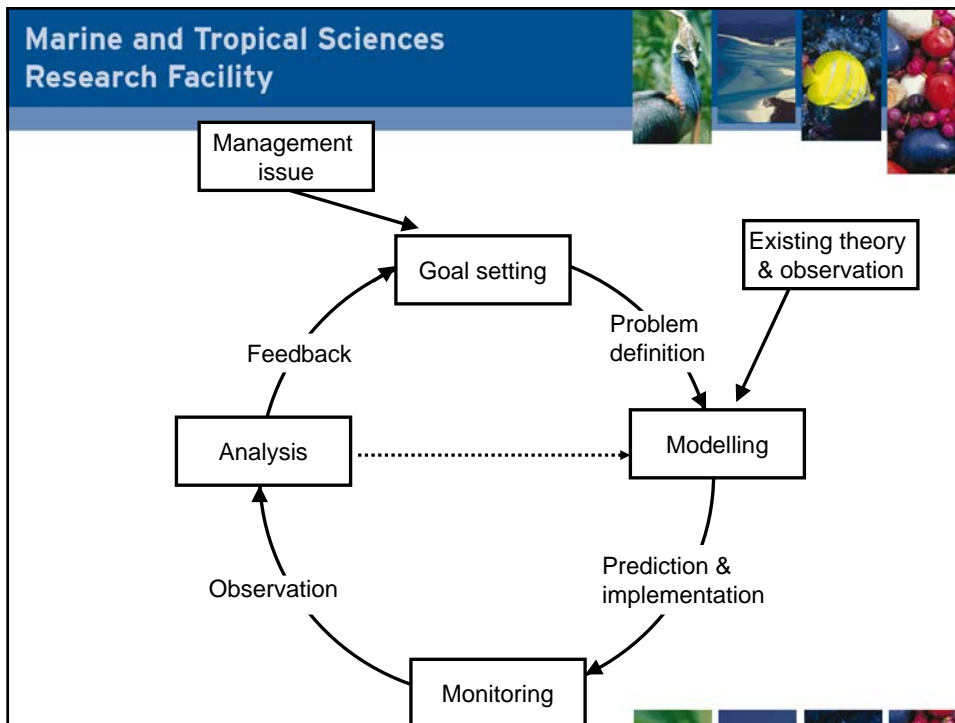 Marine and Tropical Sciences
Research Facility
Management
issue
Goal setting
Existing theory
& observation
Problem
definition
Feedback
Analysis
Modelling
Observation
Prediction &
implementation
Monitoring